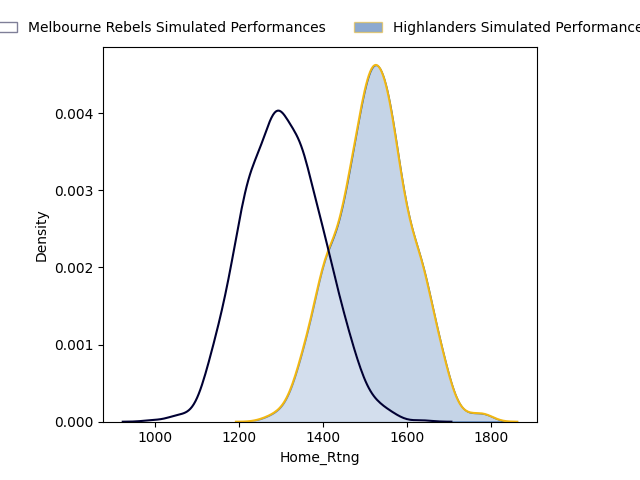 Melbourne Rebels Simulated Performances Highlanders Simulated Performance
0.004
0.003
0.002
0.001
0.000
Density
1000 1200 1400 1600 1800
Home_Rtng